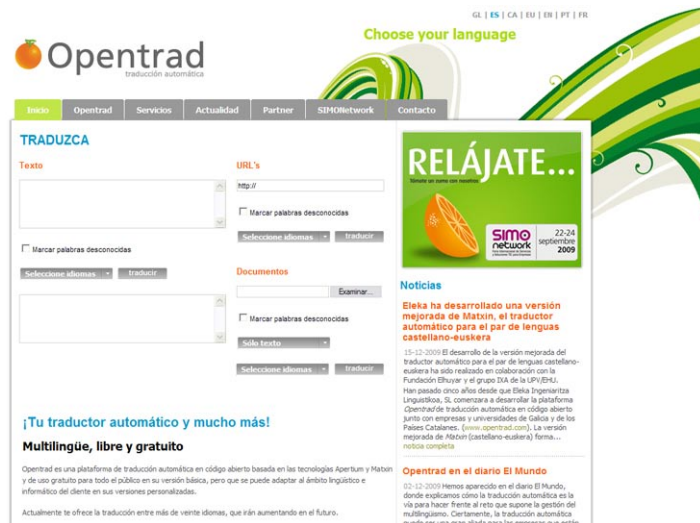 GL | ES | CA | EU | EN | PT | FR
Choose your language
Opentrad
traducción automática
Inicio
Opentrad
Servicios
Actualidad
Partner
SIMONetwork
Contacto
TRADUZCA
Texto
Marcar palabras desconocidas
Seleccione idiomas
traducir
URL's
http://
Marcar palabras desconocidas
Seleccione idiomas
traducir
Documentos
Examinar...
Marcar palabras desconocidas
Sólo texto
Seleccione idiomas
traducir
¡Tu traductor automático y mucho más!
Multilingüe, libre y gratuito
Opentrad es una plataforma de traducción automática en código abierto basada en las tecnologías Apertum y Matxin
y de uso gratuito para todo el público en su versión básica, pero que se puede adaptar al ámbito lingüístico e
informático del cliente en sus versiones personalizadas.
Actualmente te ofrece la traducción entre más de veinte idiomas, que irán aumentando en el futuro.
RELÁJATE...
Tómate un zumo con nosotros
SIMO
network
22-24
septiembre
2009
Noticias
Eleka ha desarrollado una versión
mejorada de Matxin, el traductor
automático para el par de lenguas
castellano-euskera
15-12-2009 El desarrollo de la versión mejorada del
traductor automático para el par de lenguas castellano-
euskera ha sido realizado en colaboración con la
Fundación Elhuyar y el grupo IXA de la UPV/EHU.
Han pasado cinco años desde que Eleka Ingeniaritza
Linguistikoa, SL comenzara a desarrollar la plataforma
Opentrad de traducción automática en código abierto
junto con empresas y universidades de Galicia y de los
Países Catalanes. (www.opentrad.com). La versión
mejorada de Matxin (castellano-euskera) forma...
noticia completa
Opentrad en el diario El Mundo
02-12-2009 Hemos aparecido en el diario El Mundo,
donde explicamos cómo la traducción automática es la
vía para hacer frente al reto que supone la gestión del
multilingüismo. Ciertamente, la traducción automática